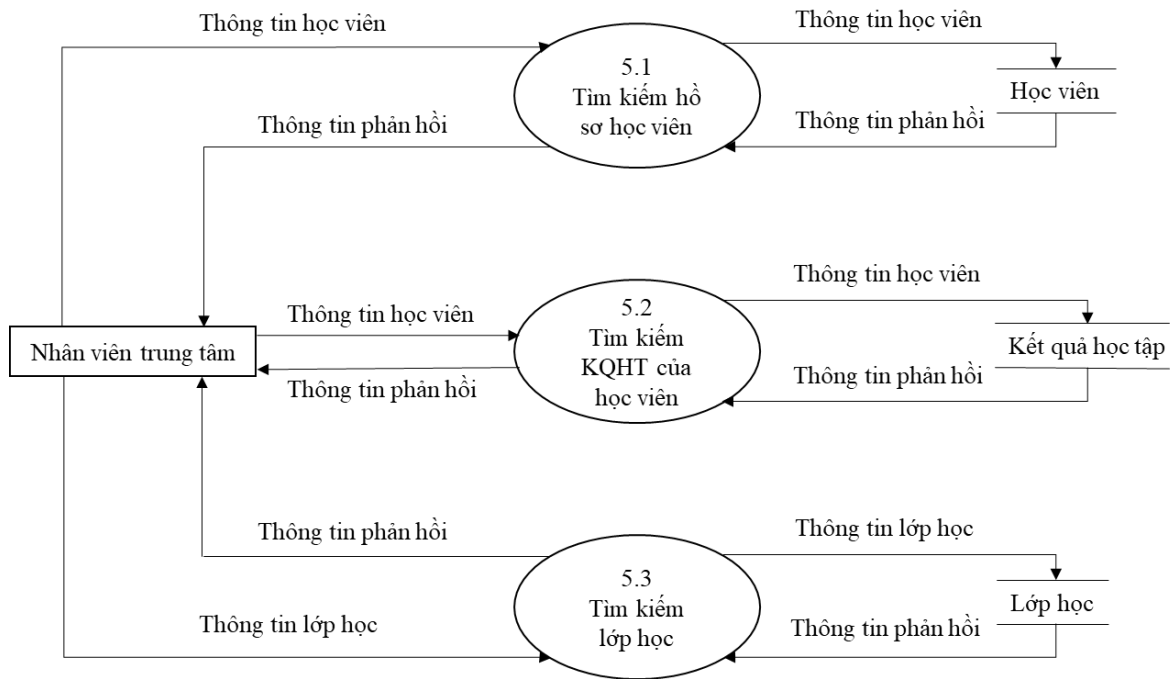 Thông tin học viên
Thông tin học viên
5.1
Tìm kiếm hồ
sơ học viên
Học viên
Thông tin phản hồi
Thông tin phản hồi
Thông tin học viên
Thông tin học viên
5.2
Tìm kiếm
KQHT của
học viên
Nhân viên trung tâm
Kết quả học tập
Thông tin phản hồi
Thông tin phản hồi
Thông tin phản hồi
Thông tin lớp học
5.3
Tìm kiếm
lớp học
Lớp học
Thông tin lớp học
Thông tin phản hồi